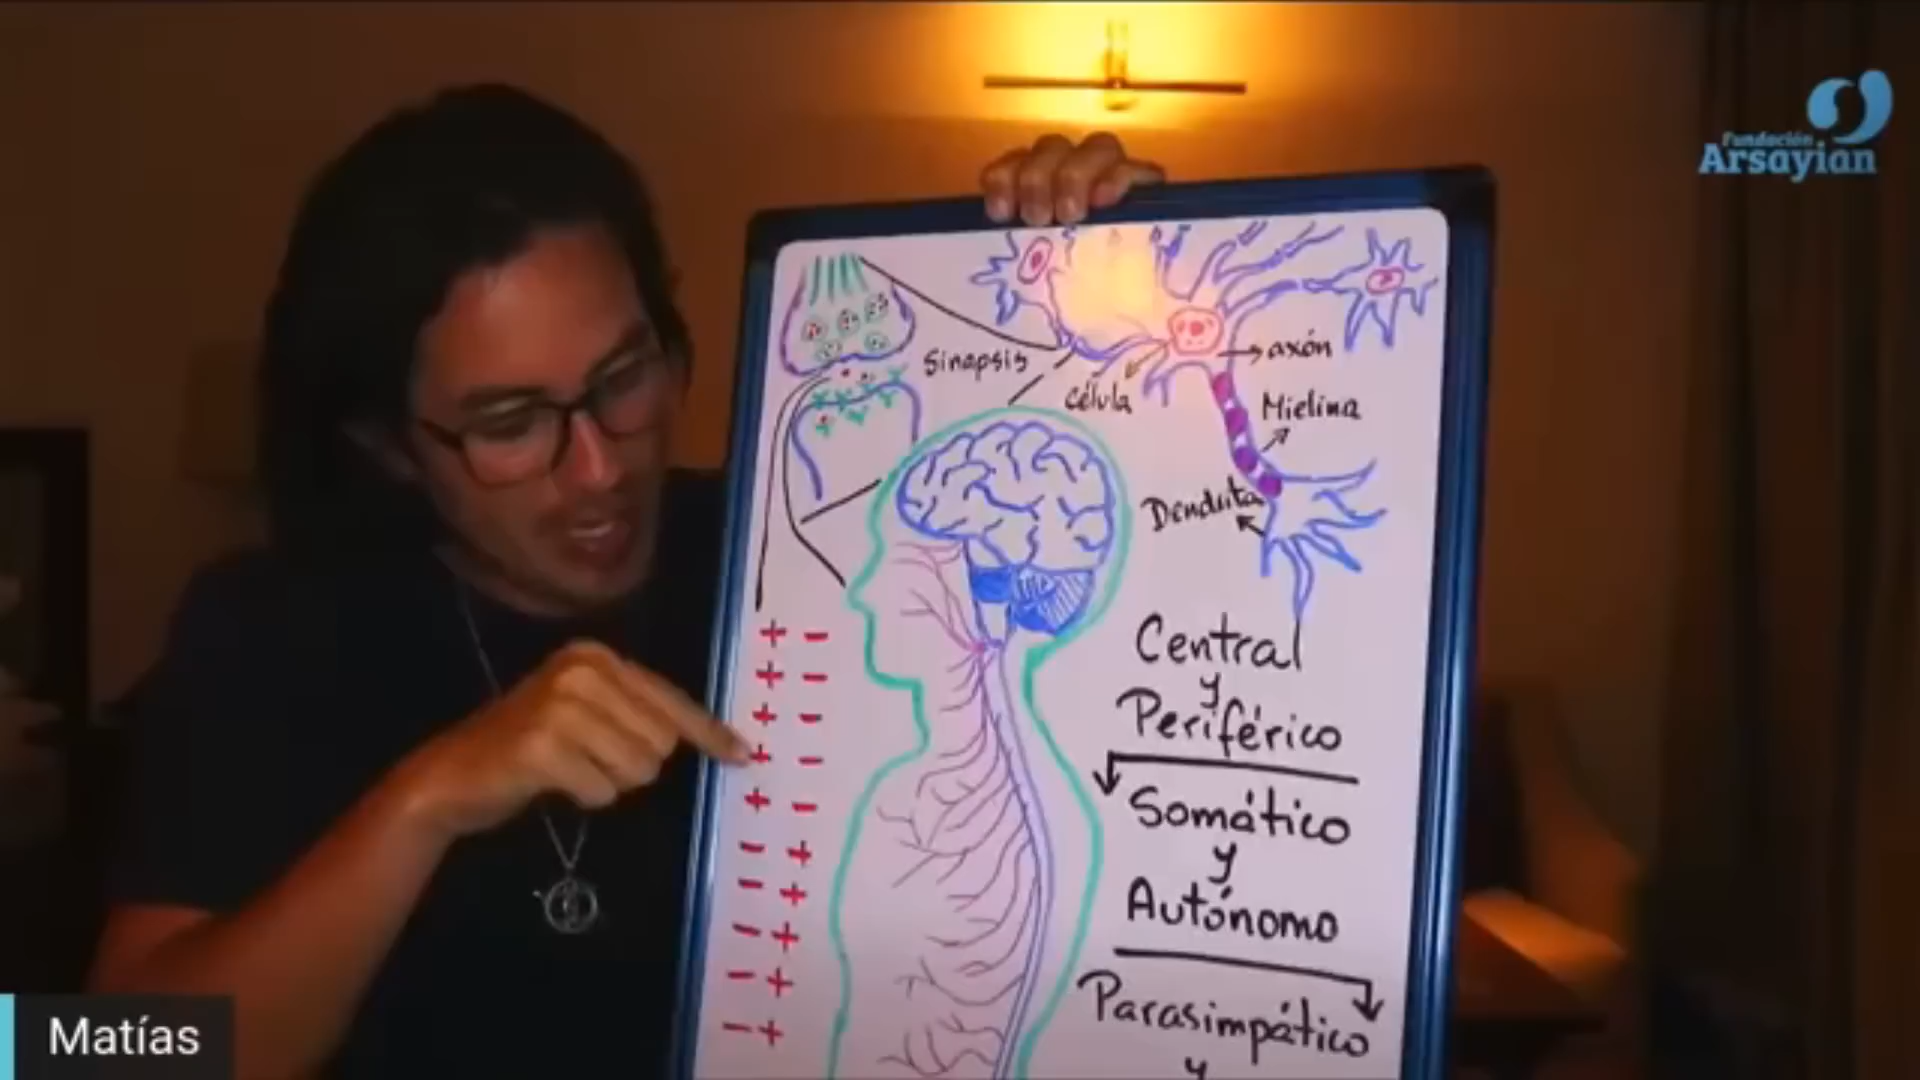 Fundación
Arsayian
Sinapsis
Célula
axón
Mielina
Dendrita
+ -
+ -
+ -
+ -
+ -
- +
- +
- +
- +
- +
Central
y
Periférico
Somático
y
Autónomo
Parasimpático
y
Matías